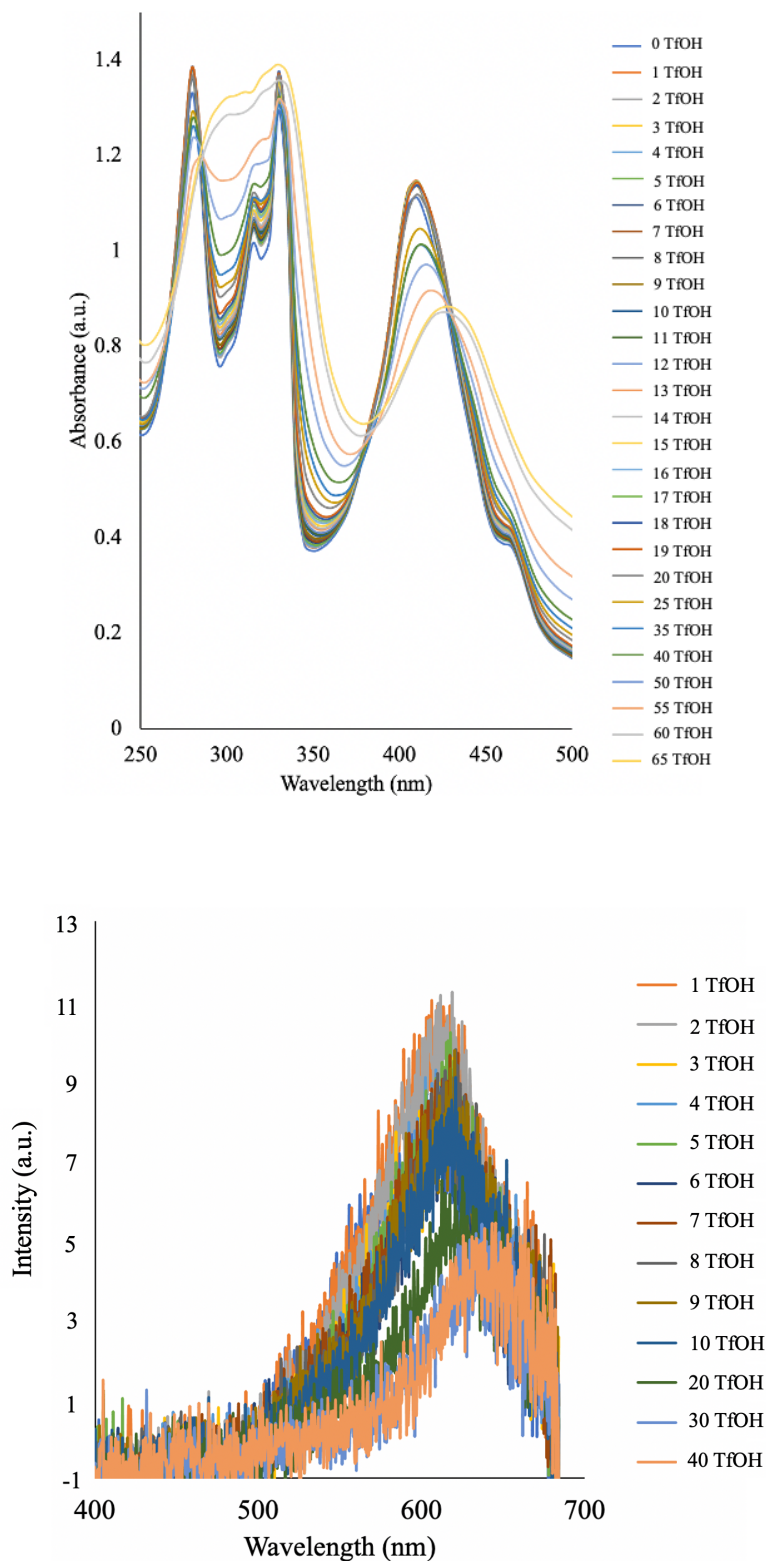 1.4
1.2
1
0.8
0.6
0.4
0.2
0
Absorbance (a.u.)
250 300 350 400 450 500
Wavelength (nm)
0 TfOH
1 TfOH
2 TfOH
3 TfOH
4 TfOH
5 TfOH
6 TfOH
7 TfOH
8 TfOH
9 TfOH
10 TfOH
11 TfOH
12 TfOH
13 TfOH
14 TfOH
15 TfOH
16 TfOH
17 TfOH
18 TfOH
19 TfOH
20 TfOH
25 TfOH
35 TfOH
40 TfOH
50 TfOH
55 TfOH
60 TfOH
65 TfOH
13
11
9
7
5
3
1
-1
Intensity (a.u.)
400 500 600 700
Wavelength (nm)
1 TfOH
2 TfOH
3 TfOH
4 TfOH
5 TfOH
6 TfOH
7 TfOH
8 TfOH
9 TfOH
10 TfOH
20 TfOH
30 TfOH
40 TfOH